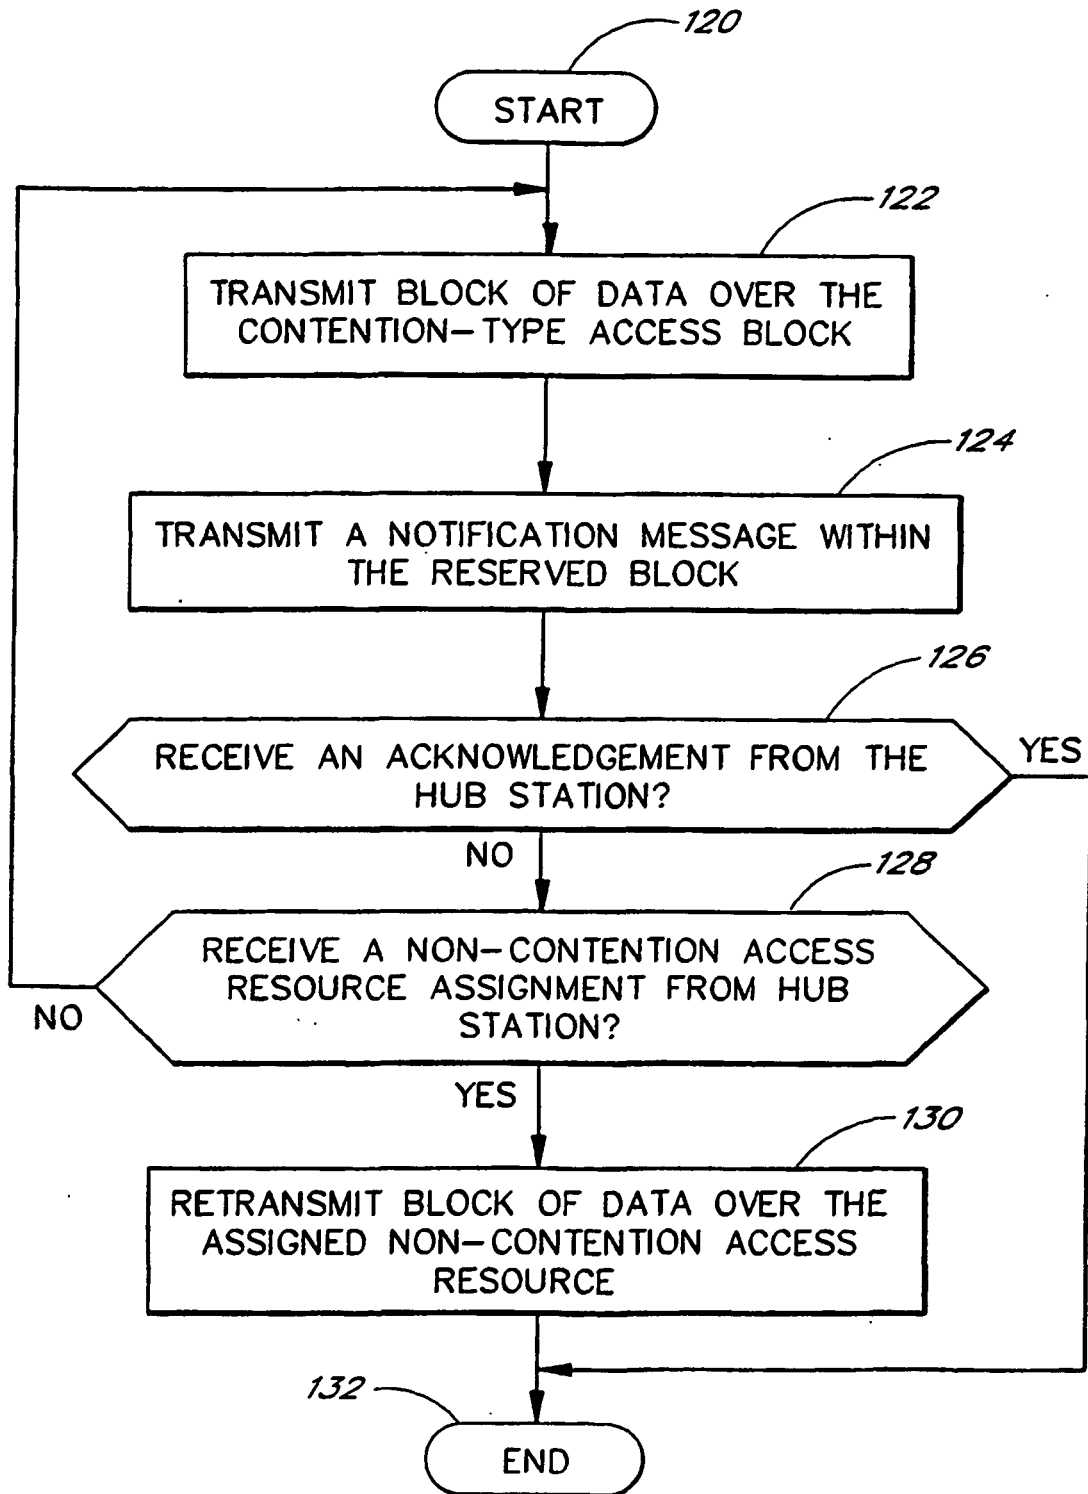 120
START
122
TRANSMIT BLOCK OF DATA OVER THE
CONTENTION-TYPE ACCESS BLOCK
124
TRANSMIT A NOTIFICATION MESSAGE WITHIN
THE RESERVED BLOCK
126
RECEIVE AN ACKNOWLEDGEMENT FROM THE
HUB STATION?
YES
NO
128
RECEIVE A NON-CONTENTION ACCESS
RESOURCE ASSIGNMENT FROM HUB
STATION?
NO
YES
130
RETRANSMIT BLOCK OF DATA OVER THE
ASSIGNED NON-CONTENTION ACCESS
RESOURCE
132
END